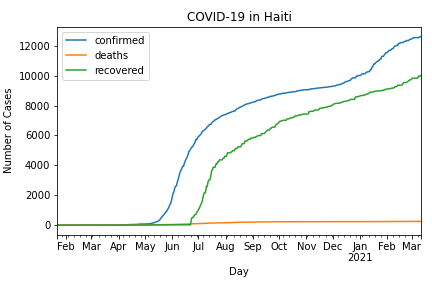 COVID-19 in Haiti
confirmed
deaths
recovered
Number of Cases
12000
10000
8000
6000
4000
2000
0
Feb Mar Apr May Jun Jul Aug Sep Oct Nov Dec Jan Feb Mar
2021
Day